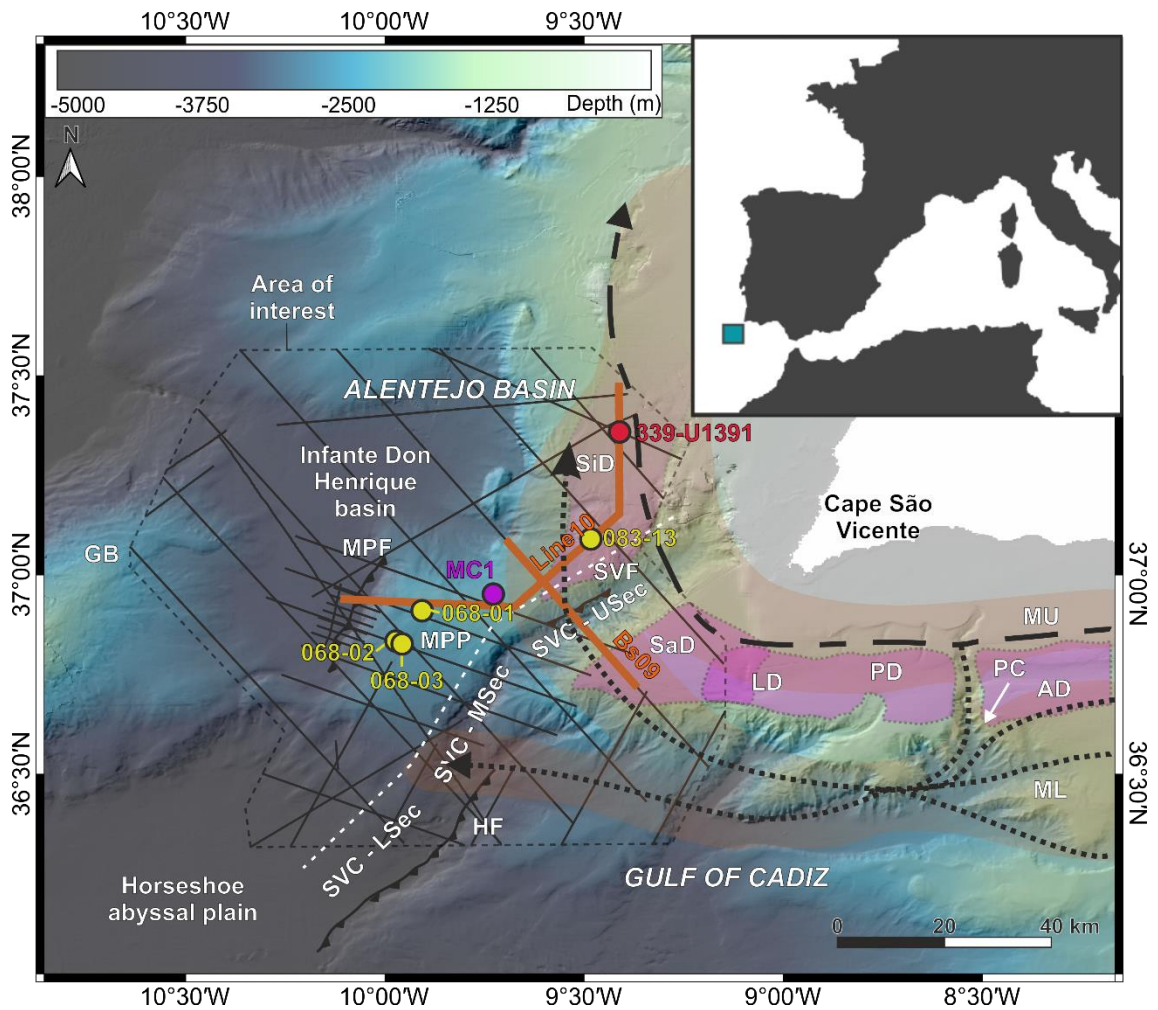 10°30'W 10°00'W 9°30'W
-5000 -3750 -2500 -1250 Depth (m)
N
38°00'N
Area of
interest
37°30'N
ALENTEJO BASIN
339-U1391
Infante Don
Henrique
basin
SiD
Cape São
Vicente
GB
MPF
Line10
083-13
37°00'N
37°00'N
MC1
SVF
068-01
SVC - USec
MU
068-02
MPP
SaD
PD
PC
068-03
Bs09
LD
AD
SVC - MSec
36°30'N
36°30'N
ML
HF
SVC - LSec
GULF OF CADIZ
Horseshoe
abyssal plain
0 20 40 km
10°30'W 10°00'W 9°30'W 9°00'W 8°30'W